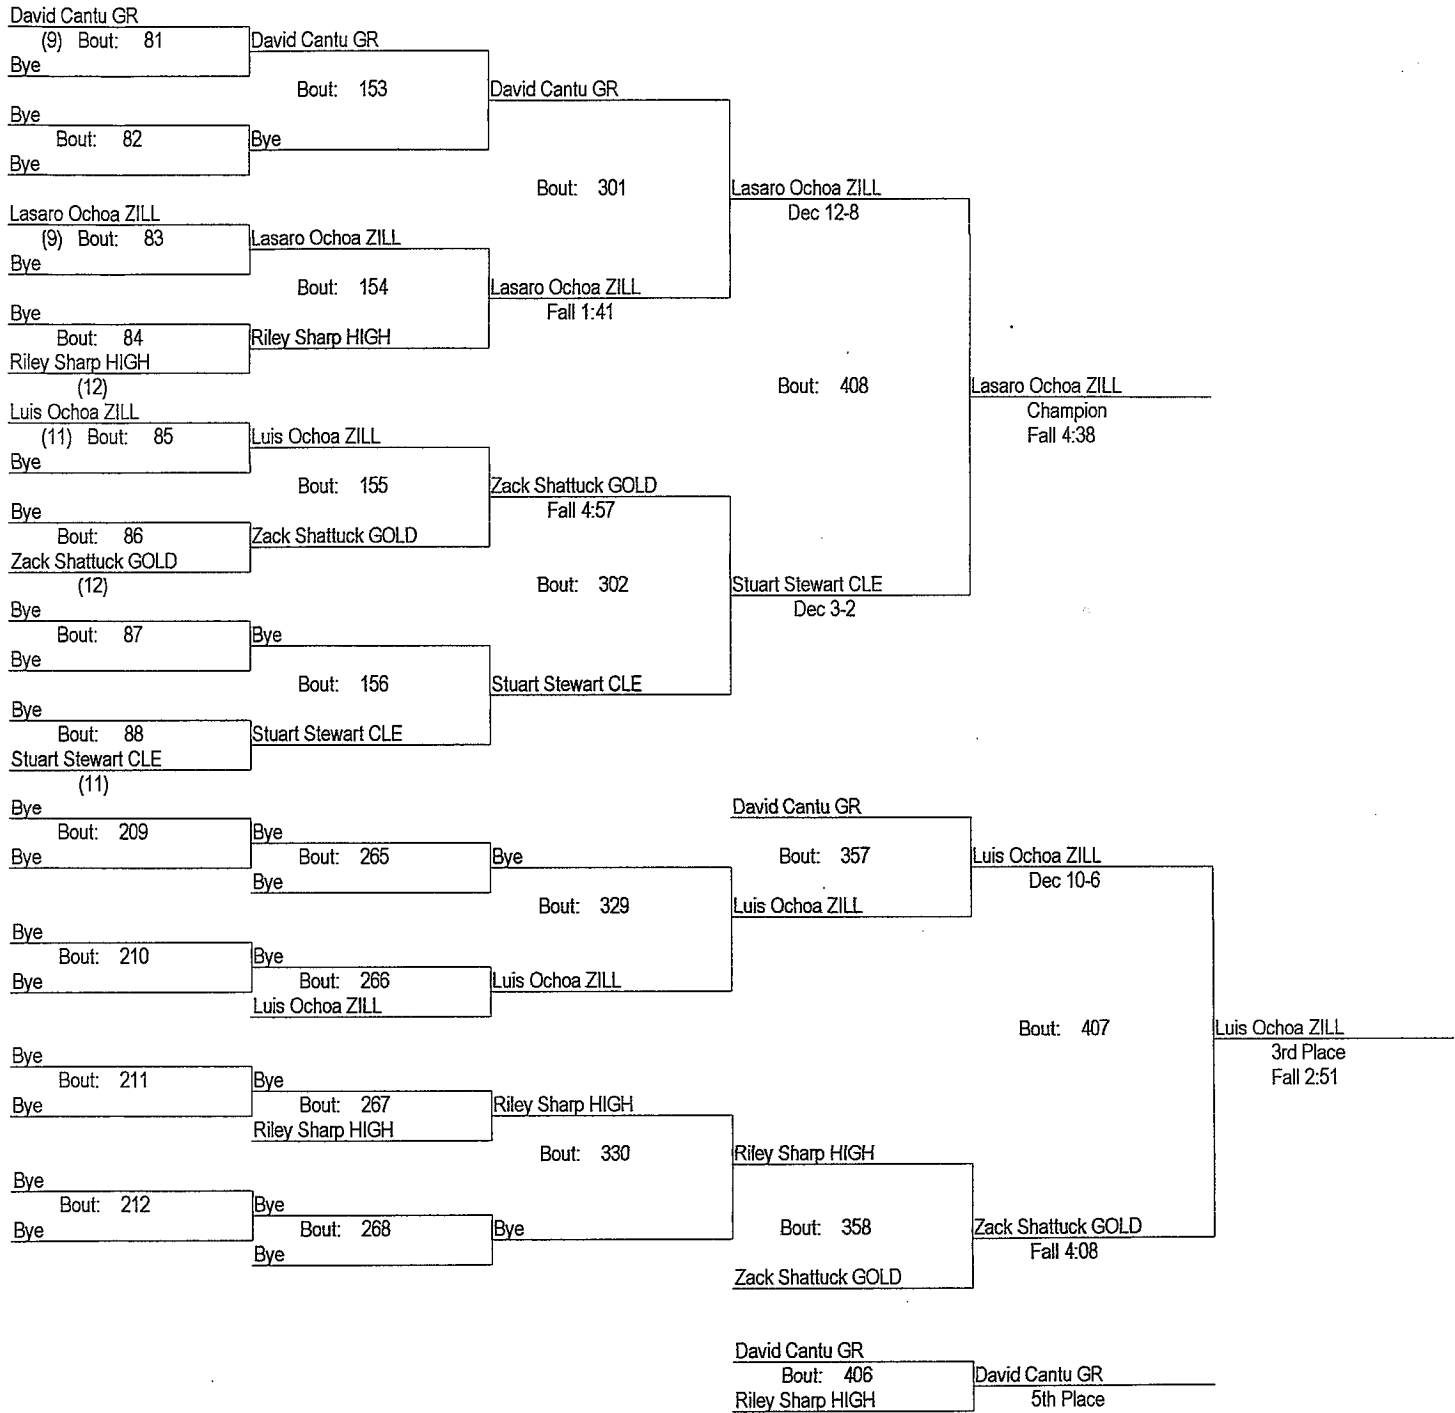 David Cantu GR
(9) Bout: 81
Bye
David Cantu GR
Bout: 153
Bye
Bout: 82
Bye
Bye
David Cantu GR
Bout: 301
Lasaro Ochoa ZILL
(9) Bout: 83
Bye
Lasaro Ochoa ZILL
Bout: 154
Bye
Bout: 84
Riley Sharp HIGH
(12)
Riley Sharp HIGH
Lasaro Ochoa ZILL
Fall 1:41
Lasaro Ochoa ZILL
Dec 12-8
Bout: 408
Luis Ochoa ZILL
(11) Bout: 85
Bye
Luis Ochoa ZILL
Bout: 155
Bye
Bout: 86
Zack Shattuck GOLD
(12)
Zack Shattuck GOLD
Zack Shattuck GOLD
Fall 4:57
Bout: 302
Bye
Bout: 87
Bye
Bye
Bout: 156
Bye
Bout: 88
Stuart Stewart CLE
(11)
Stuart Stewart CLE
Stuart Stewart CLE
Stuart Stewart CLE
Dec 3-2
Lasaro Ochoa ZILL
Champion
Fall 4:38
Bye
Bout: 209
Bye
Bye
Bout: 265
Bye
Bye
Bout: 329
Bye
Bout: 210
Bye
Bye
Bout: 266
Luis Ochoa ZILL
Luis Ochoa ZILL
David Cantu GR
Bout: 357
Luis Ochoa ZILL
Luis Ochoa ZILL
Dec 10-6
Bout: 407
Bye
Bout: 211
Bye
Bye
Bout: 267
Riley Sharp HIGH
Riley Sharp HIGH
Bout: 330
Bye
Bout: 212
Bye
Bye
Bout: 268
Bye
Bye
Riley Sharp HIGH
Bout: 358
Zack Shattuck GOLD
Zack Shattuck GOLD
Fall 4:08
Luis Ochoa ZILL
3rd Place
Fall 2:51
David Cantu GR
Bout: 406
Riley Sharp HIGH
David Cantu GR
5th Place